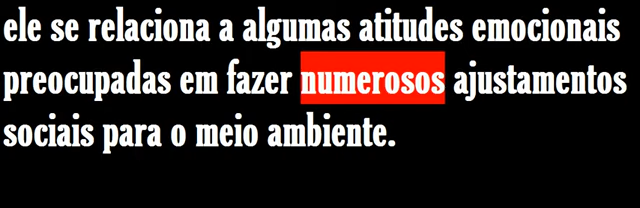 ele se relaciona a algumas atitudes emocionais
preocupadas em fazer numerosos ajustamentos
sociais para o meio ambiente.